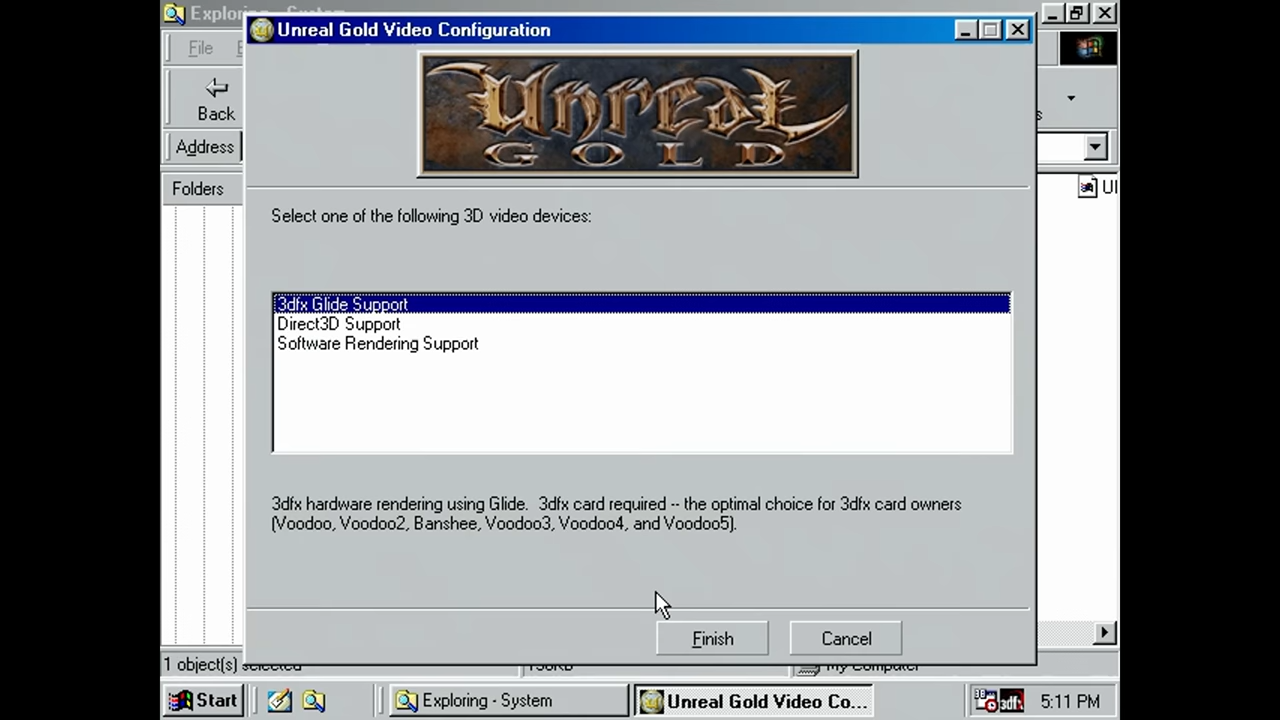 Exploring - System
Unreal Gold Video Configuration
File
Back
Address
Folders
Unreal
GOLD
Select one of the following 3D video devices:
3dfx Glide Support
Direct3D Support
Software Rendering Support
3dfx hardware rendering using Glide. 3dfx card required -- the optimal choice for 3dfx card owners
(Voodoo, Voodoo2, Banshee, Voodoo3, Voodoo4, and Voodoo5).
Finish
Cancel
1 object(s) selected
My Computer
Start
Exploring - System
Unreal Gold Video Co...
3dfx
5:11 PM